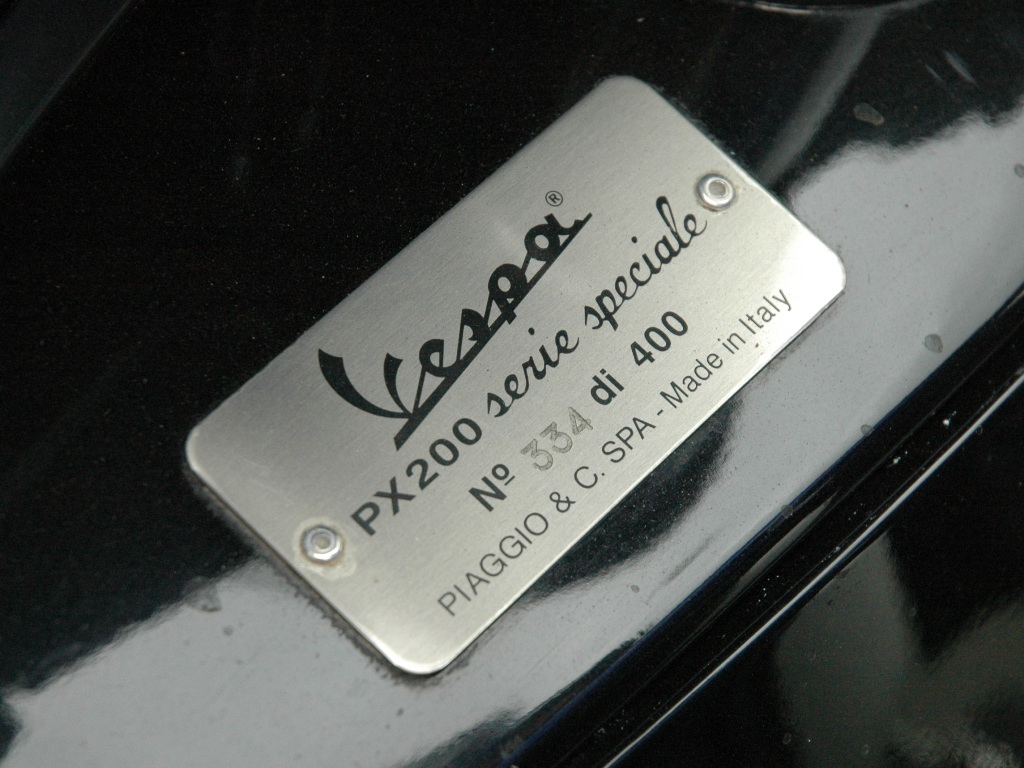 Vespa®
PX200 serie speciale
Nº 334 di 400
PIAGGIO & C. SPA - Made in Italy